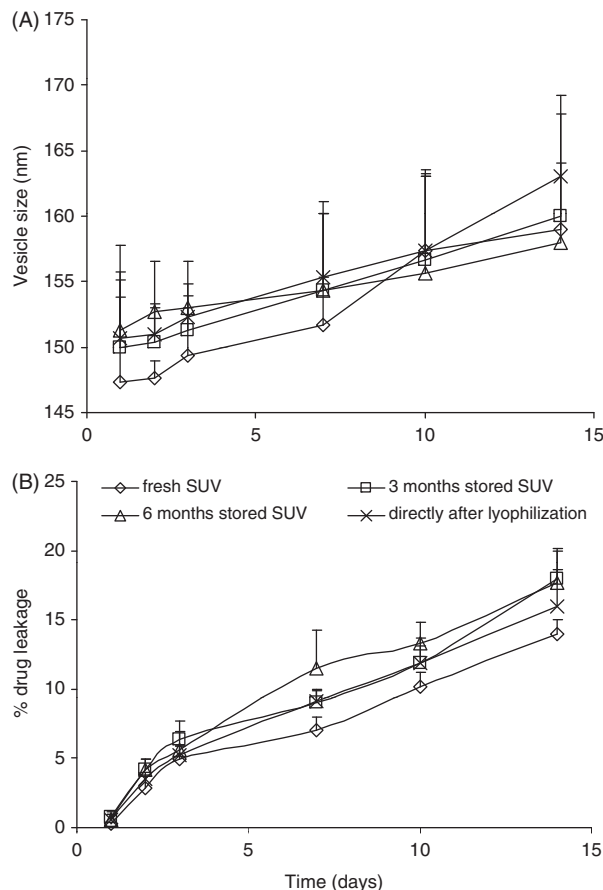 (A)
175
170
165
160
155
150
145
Vesicle size (nm)
0 5 10 15
(B)
25
20
15
10
5
0
% drug leakage
fresh SUV 3 months stored SUV
6 months stored SUV directly after lyophilization
0 5 10 15
Time (days)